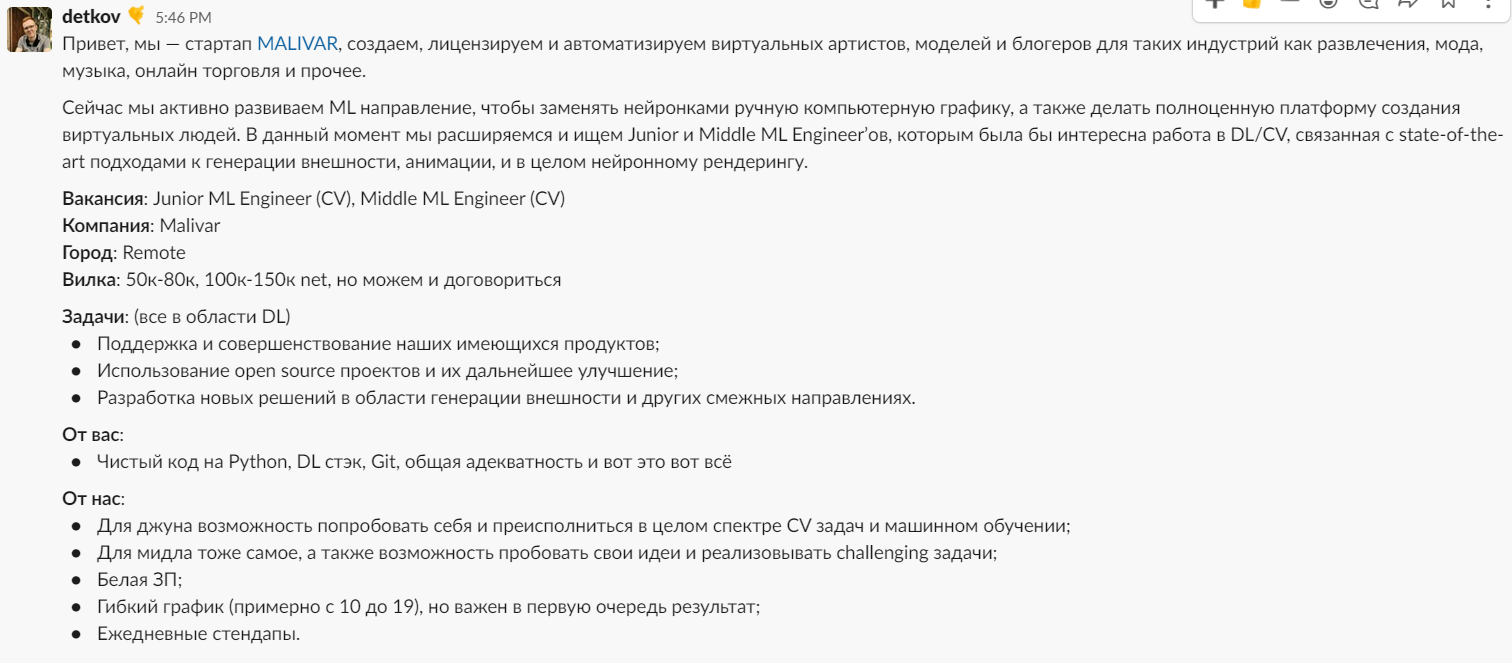 detkov 5:46 PM
Привет, мы — стартап MALIVAR, создаем, лицензируем и автоматизируем виртуальных артистов, моделей и блогеров для таких индустрий как развлечения, мода,
музыка, онлайн торговля и прочее.
Сейчас мы активно развиваем ML направление, чтобы заменять нейронками ручную компьютерную графику, а также делать полноценную платформу создания
виртуальных людей. В данный момент мы расширяемся и ищем Junior и Middle ML Engineer’ов, которым была бы интересна работа в DL/CV, связанная с state-of-the-
art подходами к генерации внешности, анимации, и в целом нейронному рендерингу.
Вакансия: Junior ML Engineer (CV), Middle ML Engineer (CV)
Компания: Malivar
Город: Remote
Вилка: 50к-80к, 100к-150к net, но можем и договориться
Задачи: (все в области DL)
• Поддержка и совершенствование наших имеющихся продуктов;
• Использование open source проектов и их дальнейшее улучшение;
• Разработка новых решений в области генерации внешности и других смежных направлениях.
От вас:
• Чистый код на Python, DL стэк, Git, общая адекватность и вот это вот всё
От нас:
• Для джуна возможность попробовать себя и преисполниться в целом спектре CV задач и машинном обучении;
• Для мидла тоже самое, а также возможность пробовать свои идеи и реализовывать challenging задачи;
• Белая ЗП;
• Гибкий график (примерно с 10 до 19), но важен в первую очередь результат;
• Ежедневные стендапы.